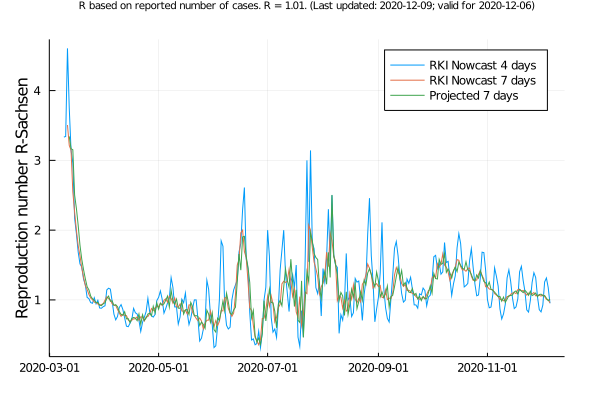 R based on reported number of cases. R = 1.01. (Last updated: 2020-12-09; valid for 2020-12-06)
Reproduction number R-Sachsen
4
3
2
1
RKI Nowcast 4 days
RKI Nowcast 7 days
Projected 7 days
2020-03-01 2020-05-01 2020-07-01 2020-09-01 2020-11-01